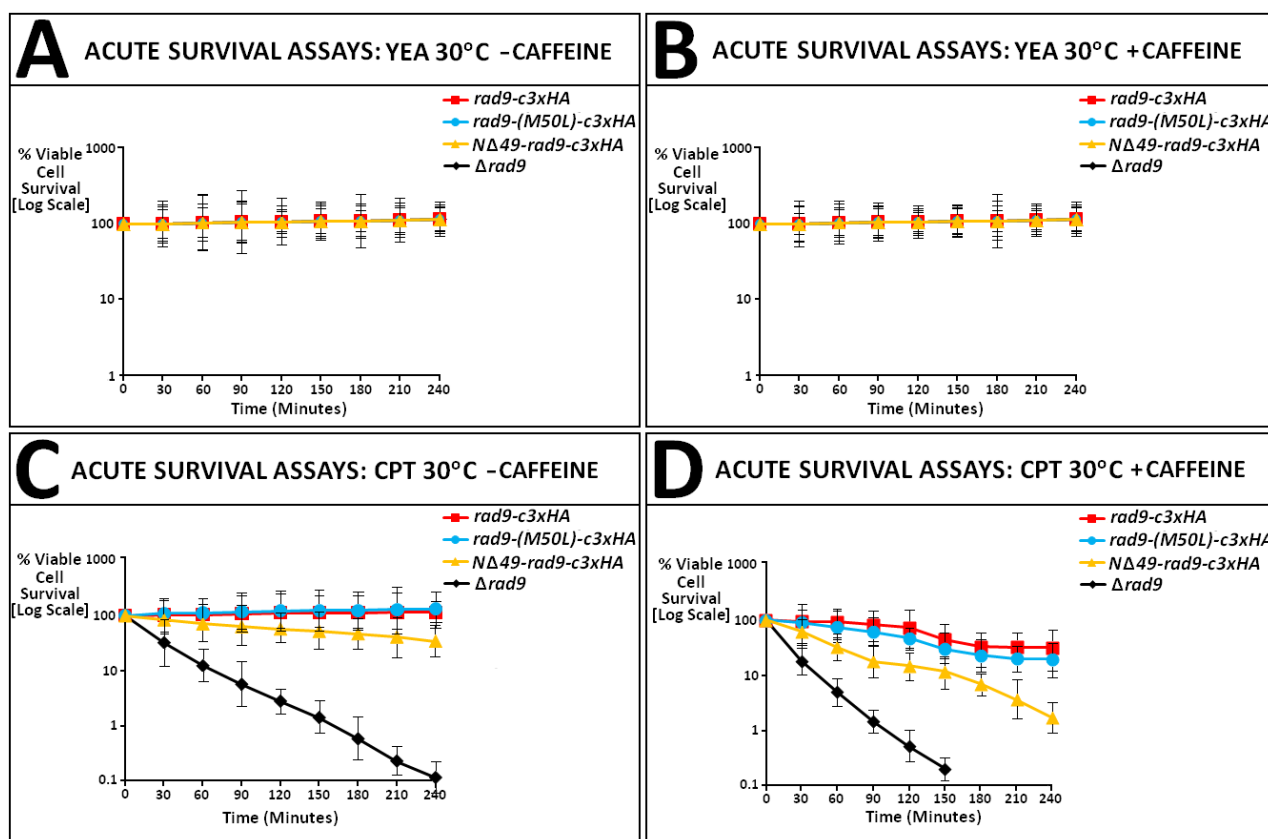 A ACUTE SURVIVAL ASSAYS: YEA 30°C −CAFFEINE
rad9-c3xHA
rad9-(M50L)-c3xHA
NΔ49-rad9-c3xHA
Δrad9
% Viable
Cell
Survival
[Log Scale]
1000
100
10
1
0 30 60 90 120 150 180 210 240
Time (Minutes)
B ACUTE SURVIVAL ASSAYS: YEA 30°C +CAFFEINE
rad9-c3xHA
rad9-(M50L)-c3xHA
NΔ49-rad9-c3xHA
Δrad9
% Viable
Cell
Survival
[Log Scale]
1000
100
10
1
0 30 60 90 120 150 180 210 240
Time (Minutes)
C ACUTE SURVIVAL ASSAYS: CPT 30°C −CAFFEINE
rad9-c3xHA
rad9-(M50L)-c3xHA
NΔ49-rad9-c3xHA
Δrad9
% Viable
Cell
Survival
[Log Scale]
1000
100
10
1
0.1
0 30 60 90 120 150 180 210 240
Time (Minutes)
D ACUTE SURVIVAL ASSAYS: CPT 30°C +CAFFEINE
rad9-c3xHA
rad9-(M50L)-c3xHA
NΔ49-rad9-c3xHA
Δrad9
% Viable
Cell
Survival
[Log Scale]
1000
100
10
1
0.1
0 30 60 90 120 150 180 210 240
Time (Minutes)